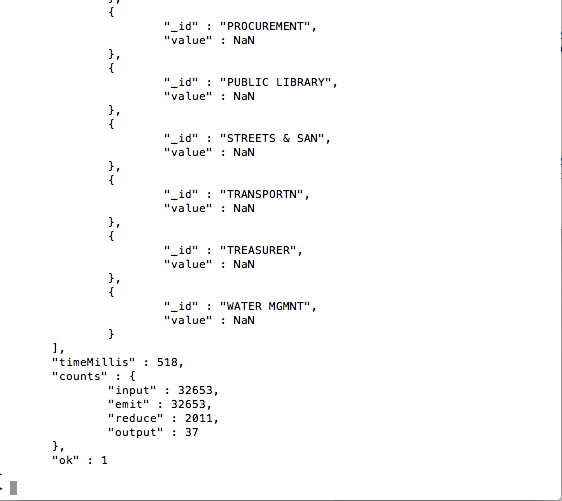 },
{
"_id" : "PROCUREMENT",
"value" : NaN
},
{
"_id" : "PUBLIC LIBRARY",
"value" : NaN
},
{
"_id" : "STREETS & SAN",
"value" : NaN
},
{
"_id" : "TRANSPORTN",
"value" : NaN
},
{
"_id" : "TREASURER",
"value" : NaN
},
{
"_id" : "WATER MGMNT",
"value" : NaN
}
],
"timeMillis" : 518,
"counts" : {
"input" : 32653,
"emit" : 32653,
"reduce" : 2011,
"output" : 37
},
"ok" : 1